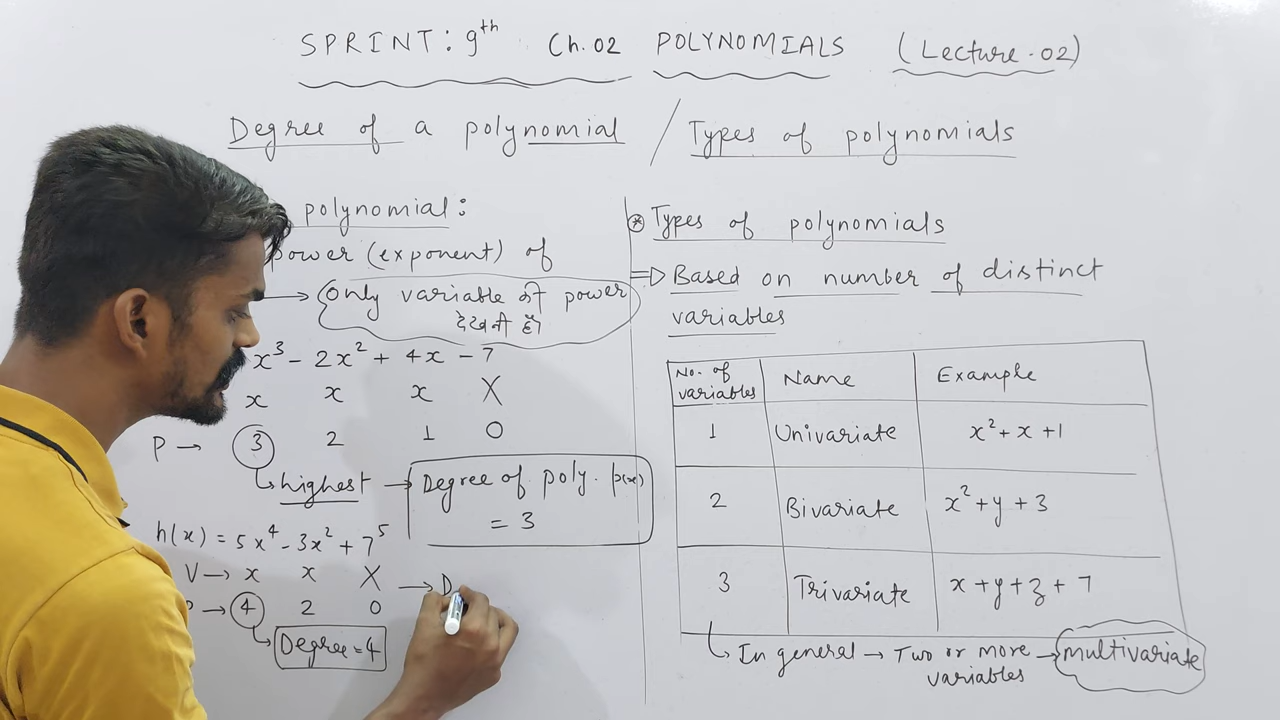 SPRINT: 9th Ch.02 POLYNOMIALS (Lecture-02)
Degree of a polynomial / Types of polynomials
polynomial:
power (exponent) of
→ Only variable की power
देखनी है।
x³ - 2x² + 4x - 7
x x x X
P → 3 2 1 0
highest → Degree of poly. p(x)
= 3
h(x) = 5x⁴ - 3x² + 7⁵
V → x x X → D
→ 4 2 0
Degree = 4
⊛ Types of polynomials
⇒ Based on number of distinct
variables
No. of variables Name Example
1 Univariate x² + x + 1
2 Bivariate x² + y + 3
3 Trivariate x + y + z + 7
In general → Two or more variables → multivariate